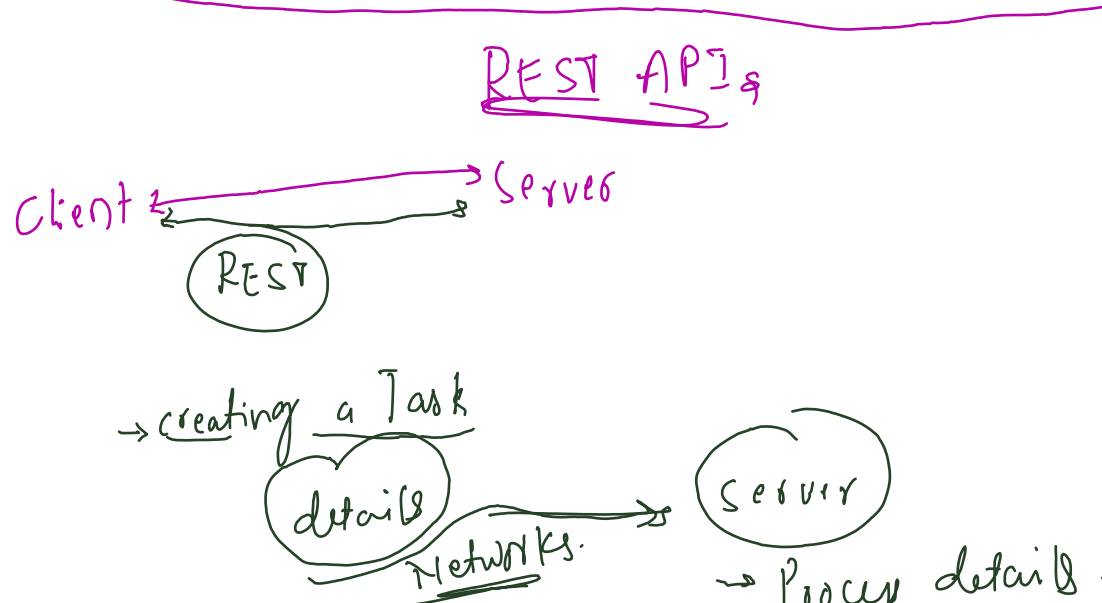 REST APIs
Client Server
REST
→ creating a Task
details
Server
Networks.
→ Process details.